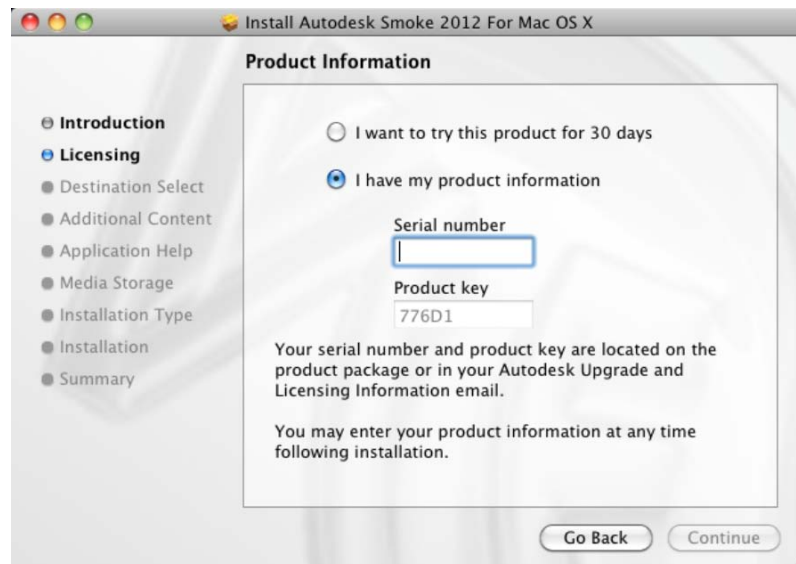 Install Autodesk Smoke 2012 For Mac OS X
Product Information
Introduction
Licensing
Destination Select
Additional Content
Application Help
Media Storage
Installation Type
Installation
Summary
I want to try this product for 30 days
I have my product information
Serial number
Product key
776D1
Your serial number and product key are located on the
product package or in your Autodesk Upgrade and
Licensing Information email.
You may enter your product information at any time
following installation.
Go Back
Continue